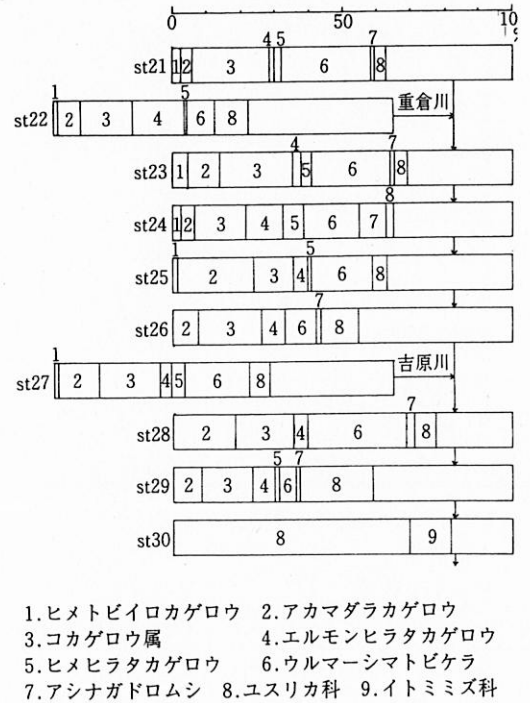 0 50 100
%
4 5 7
st21 1 2 3 6 8
1 5
st22 2 3 4 6 8 重倉川
4 7
st23 1 2 3 5 6 8
8
st24 1 2 3 4 5 6 7
1 5
st25 2 3 4 6 8
7
st26 2 3 4 6 8
1
st27 2 3 4 5 6 8 吉原川
7
st28 2 3 4 6 8
5 7
st29 2 3 4 6 8
st30 8 9
1.ヒメトビイロカゲロウ 2.アカマダラカゲロウ
3.コカゲロウ属 4.エルモンヒラタカゲロウ
5.ヒメヒラタカゲロウ 6.ウルマーシマトビケラ
7.アシナガドロムシ 8.ユスリカ科 9.イトミミズ科